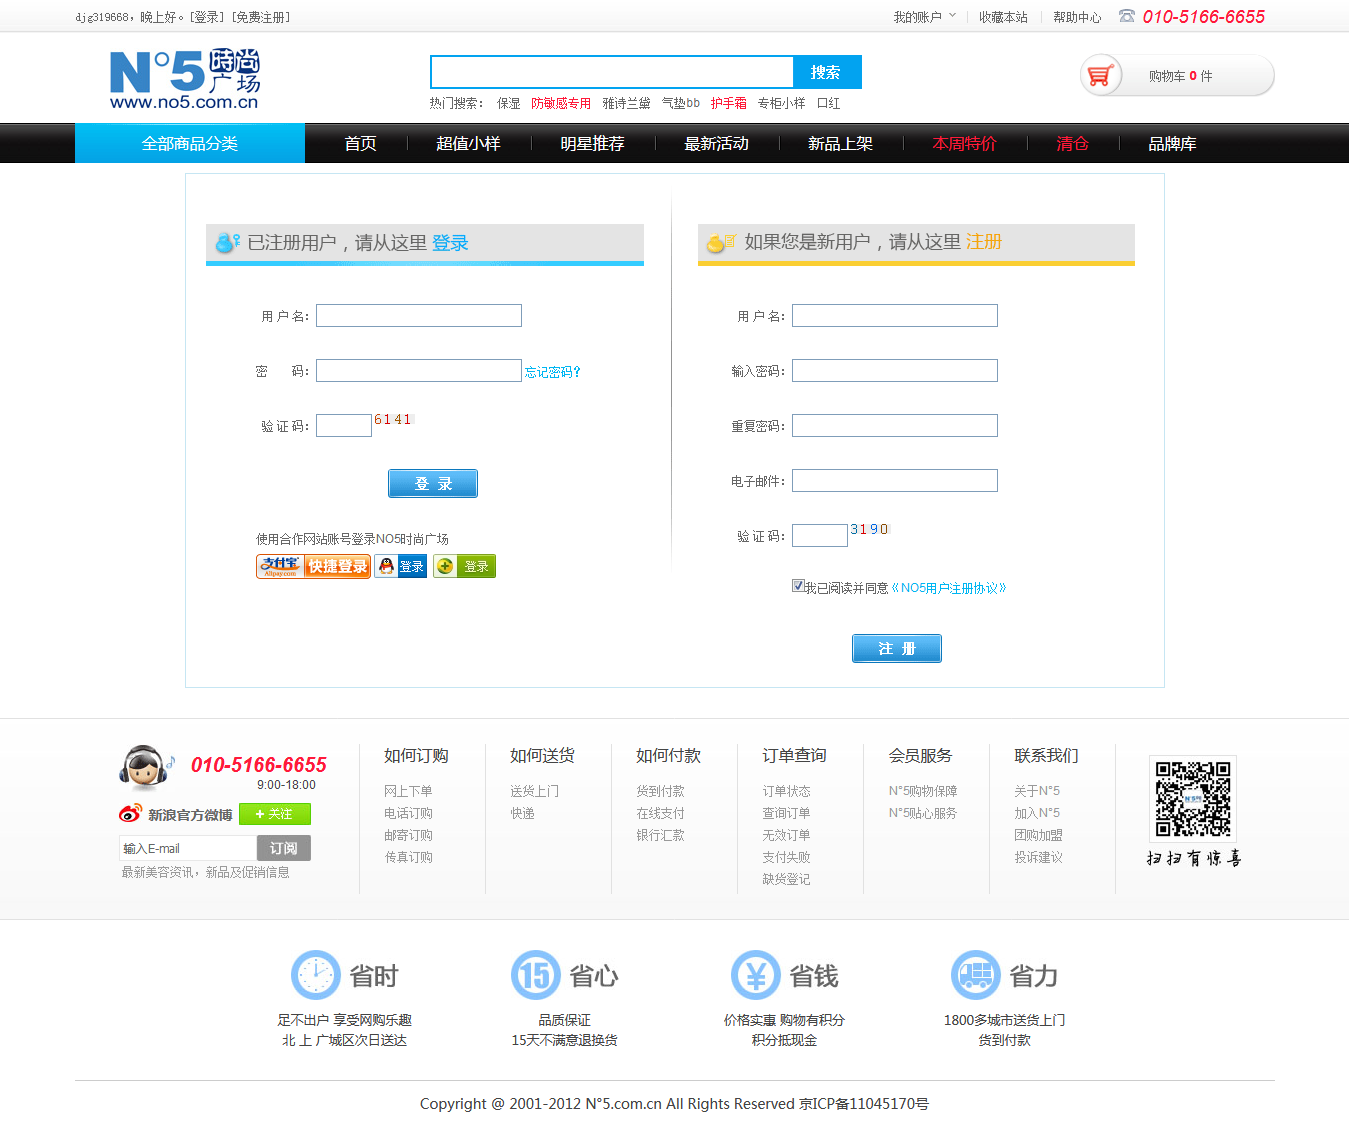 djg319668，晚上好。[登录] [免费注册]
我的账户 收藏本站 帮助中心 010-5166-6655
N°5時尚广场
www.no5.com.cn
搜索
购物车 0 件
热门搜索： 保湿 防敏感专用 雅诗兰黛 气垫bb 护手霜 专柜小样 口红
全部商品分类 首页 超值小样 明星推荐 最新活动 新品上架 本周特价 清仓 品牌库
已注册用户，请从这里 登录
用 户 名：
密 码： 忘记密码？
验 证 码： 6141
登 录
使用合作网站账号登录NO5时尚广场
支付宝 Alipay.com 快捷登录 登录 登录
如果您是新用户，请从这里 注册
用 户 名：
输入密码：
重复密码：
电子邮件：
验 证 码： 3190
我已阅读并同意《NO5用户注册协议》
注 册
010-5166-6655
9:00-18:00
新浪官方微博 + 关注
输入E-mail 订阅
最新美容资讯，新品及促销信息
如何订购
网上下单
电话订购
邮寄订购
传真订购
如何送货
送货上门
快递
如何付款
货到付款
在线支付
银行汇款
订单查询
订单状态
查询订单
无效订单
支付失败
缺货登记
会员服务
N°5购物保障
N°5贴心服务
联系我们
关于N°5
加入N°5
团购加盟
投诉建议
扫扫有惊喜
省时
足不出户 享受网购乐趣
北 上 广城区次日送达
15 省心
品质保证
15天不满意退换货
¥ 省钱
价格实惠 购物有积分
积分抵现金
省力
1800多城市送货上门
货到付款
Copyright @ 2001-2012 N°5.com.cn All Rights Reserved 京ICP备11045170号